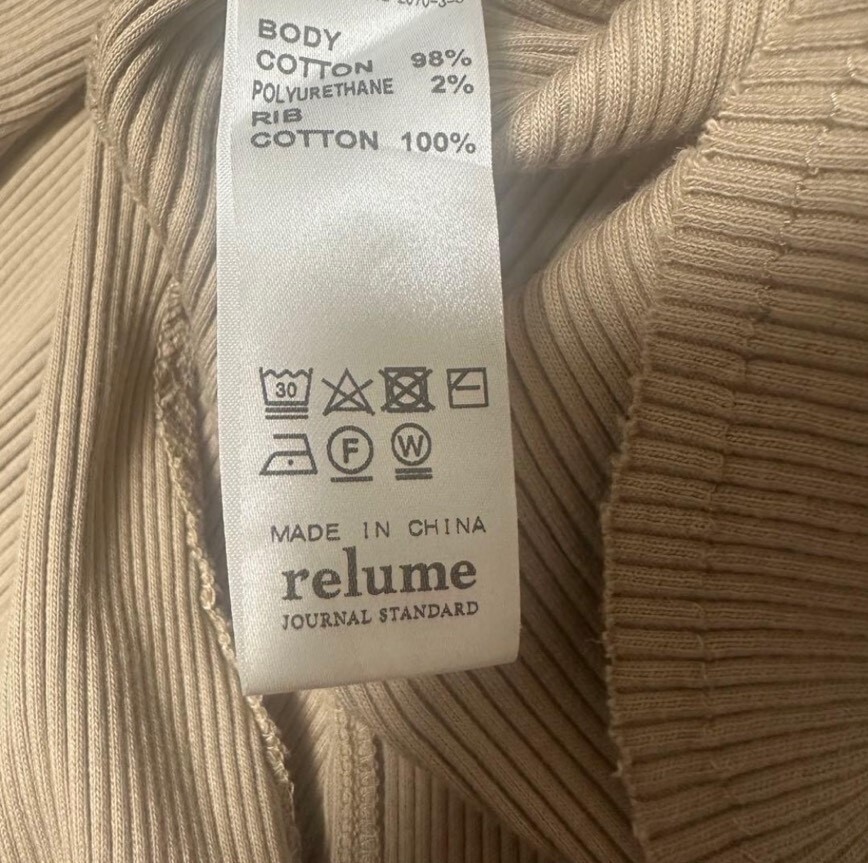 BODY
COTTON 98%
POLYURETHANE 2%
RIB
COTTON 100%
30
F W
MADE IN CHINA
relume
JOURNAL STANDARD